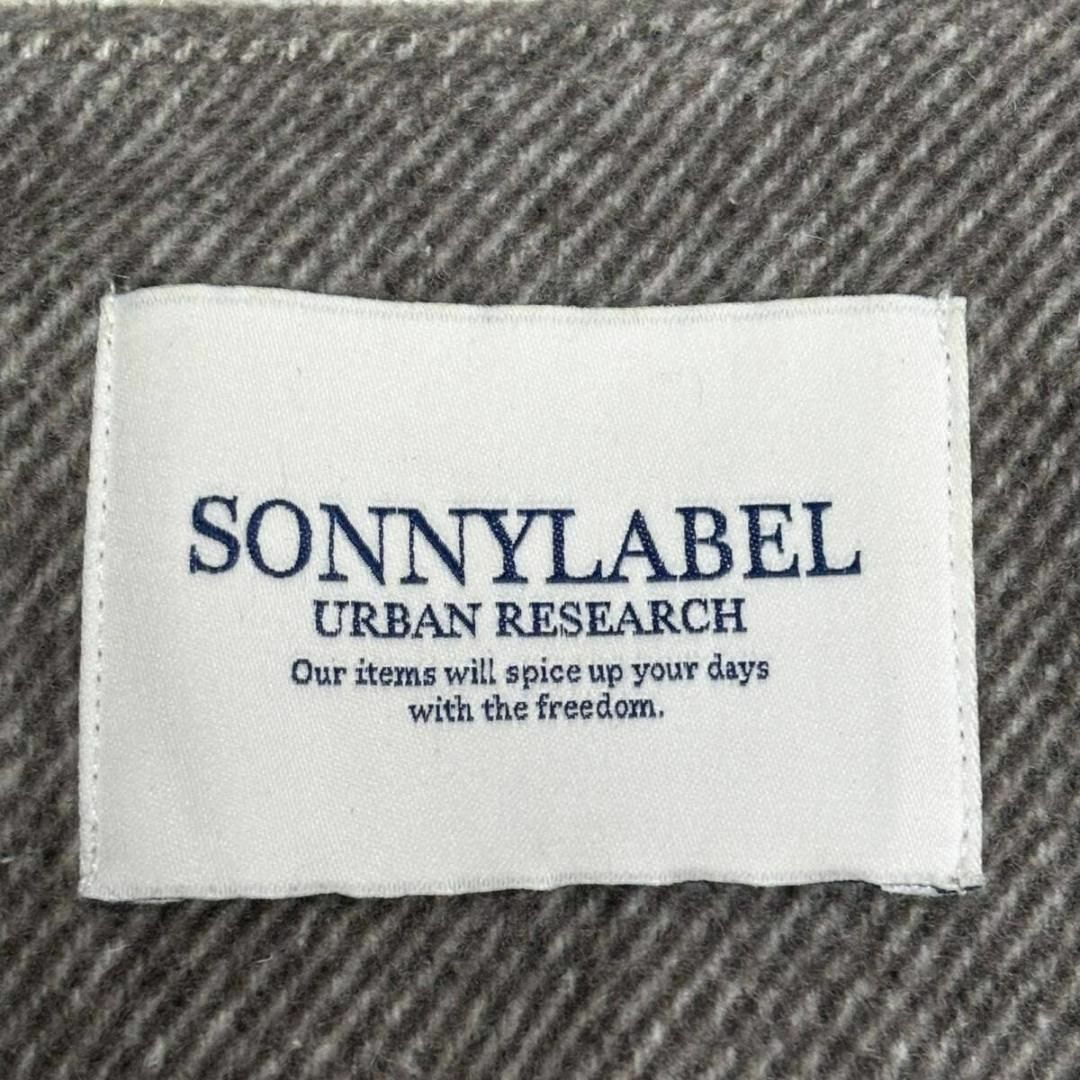 SONNYLABEL
URBAN RESEARCH
Our items will spice up your days
with the freedom.